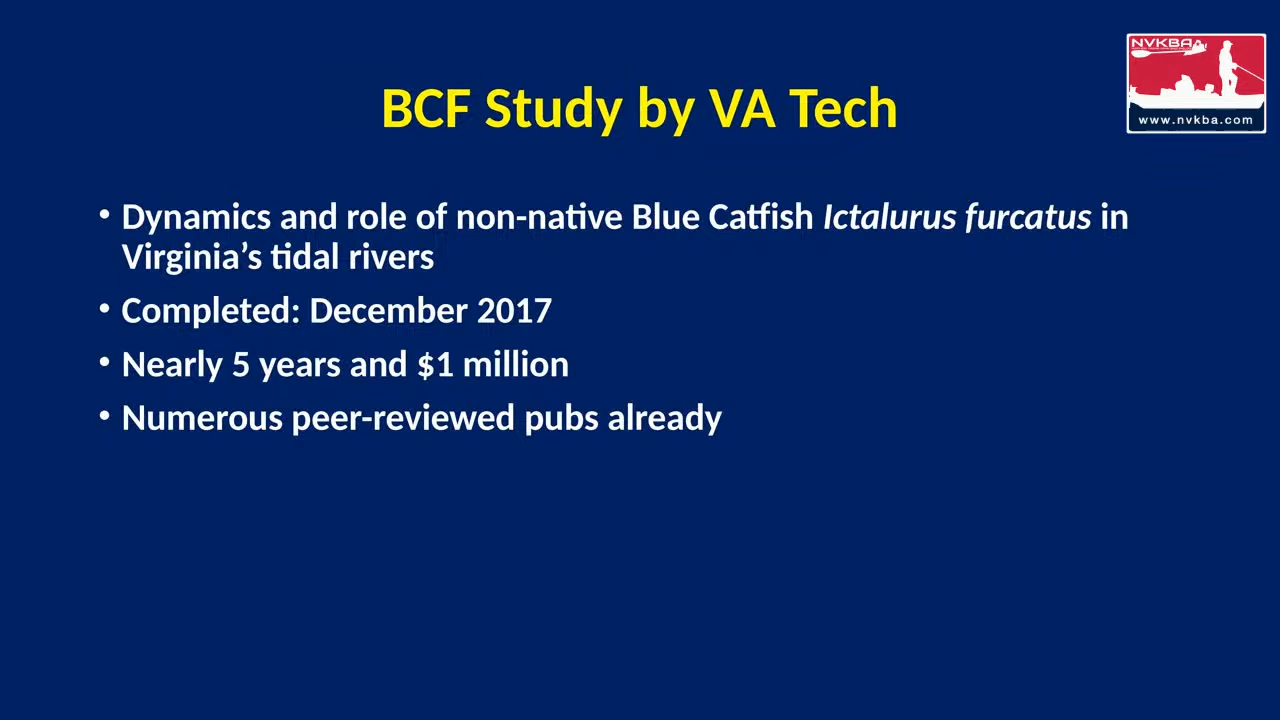 NVKBA
www.nvkba.com
BCF Study by VA Tech
• Dynamics and role of non-native Blue Catfish Ictalurus furcatus in
Virginia’s tidal rivers
• Completed: December 2017
• Nearly 5 years and $1 million
• Numerous peer-reviewed pubs already